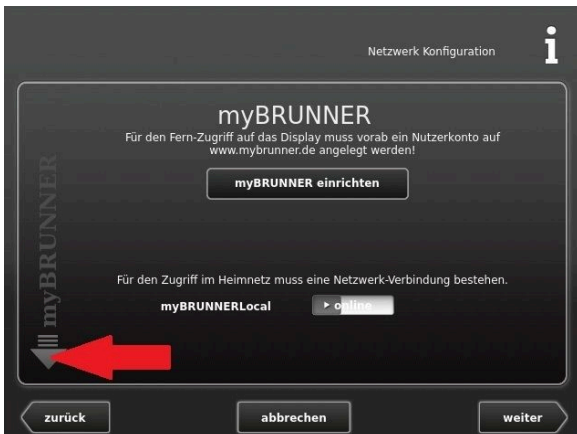 Netzwerk Konfiguration
i
myBRUNNER
Für den Fern-Zugriff auf das Display muss vorab ein Nutzerkonto auf
www.mybrunner.de angelegt werden!
myBRUNNER einrichten
myBRUNNER
Für den Zugriff im Heimnetz muss eine Netzwerk-Verbindung bestehen.
myBRUNNERLocal
online
zurück
abbrechen
weiter